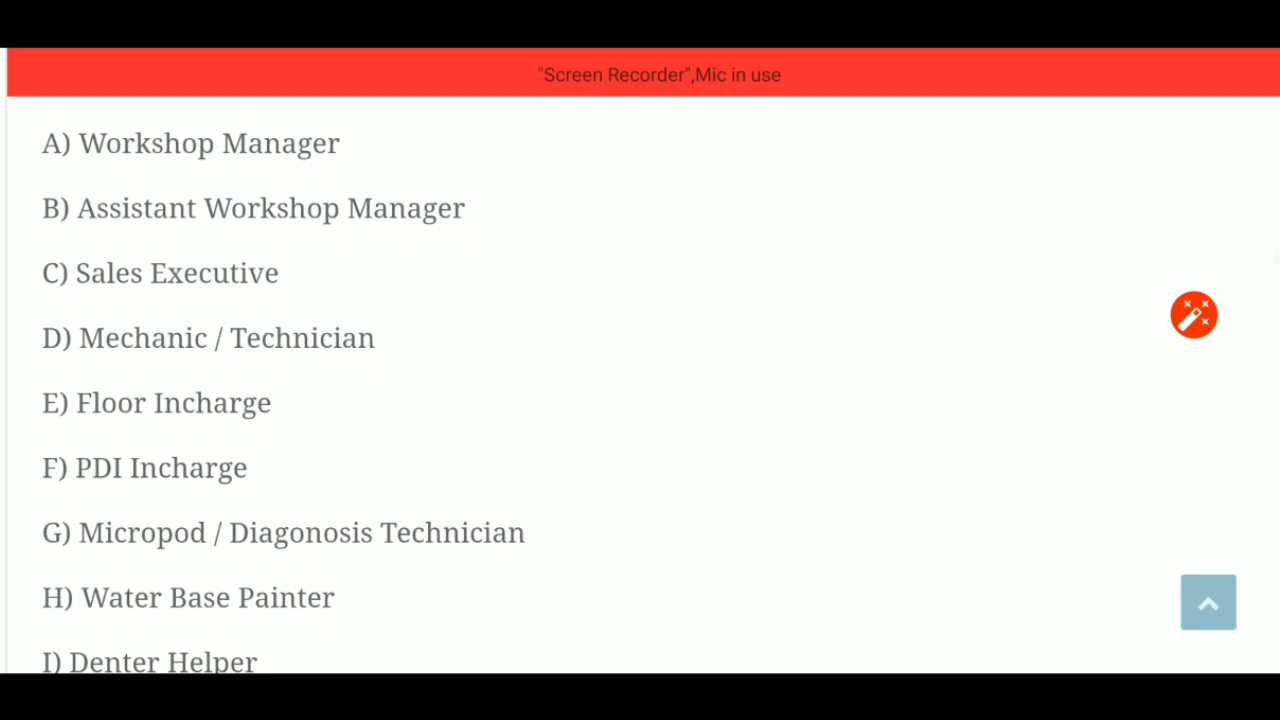 "Screen Recorder",Mic in use
A) Workshop Manager
B) Assistant Workshop Manager
C) Sales Executive
D) Mechanic / Technician
E) Floor Incharge
F) PDI Incharge
G) Micropod / Diagonosis Technician
H) Water Base Painter
I) Denter Helper